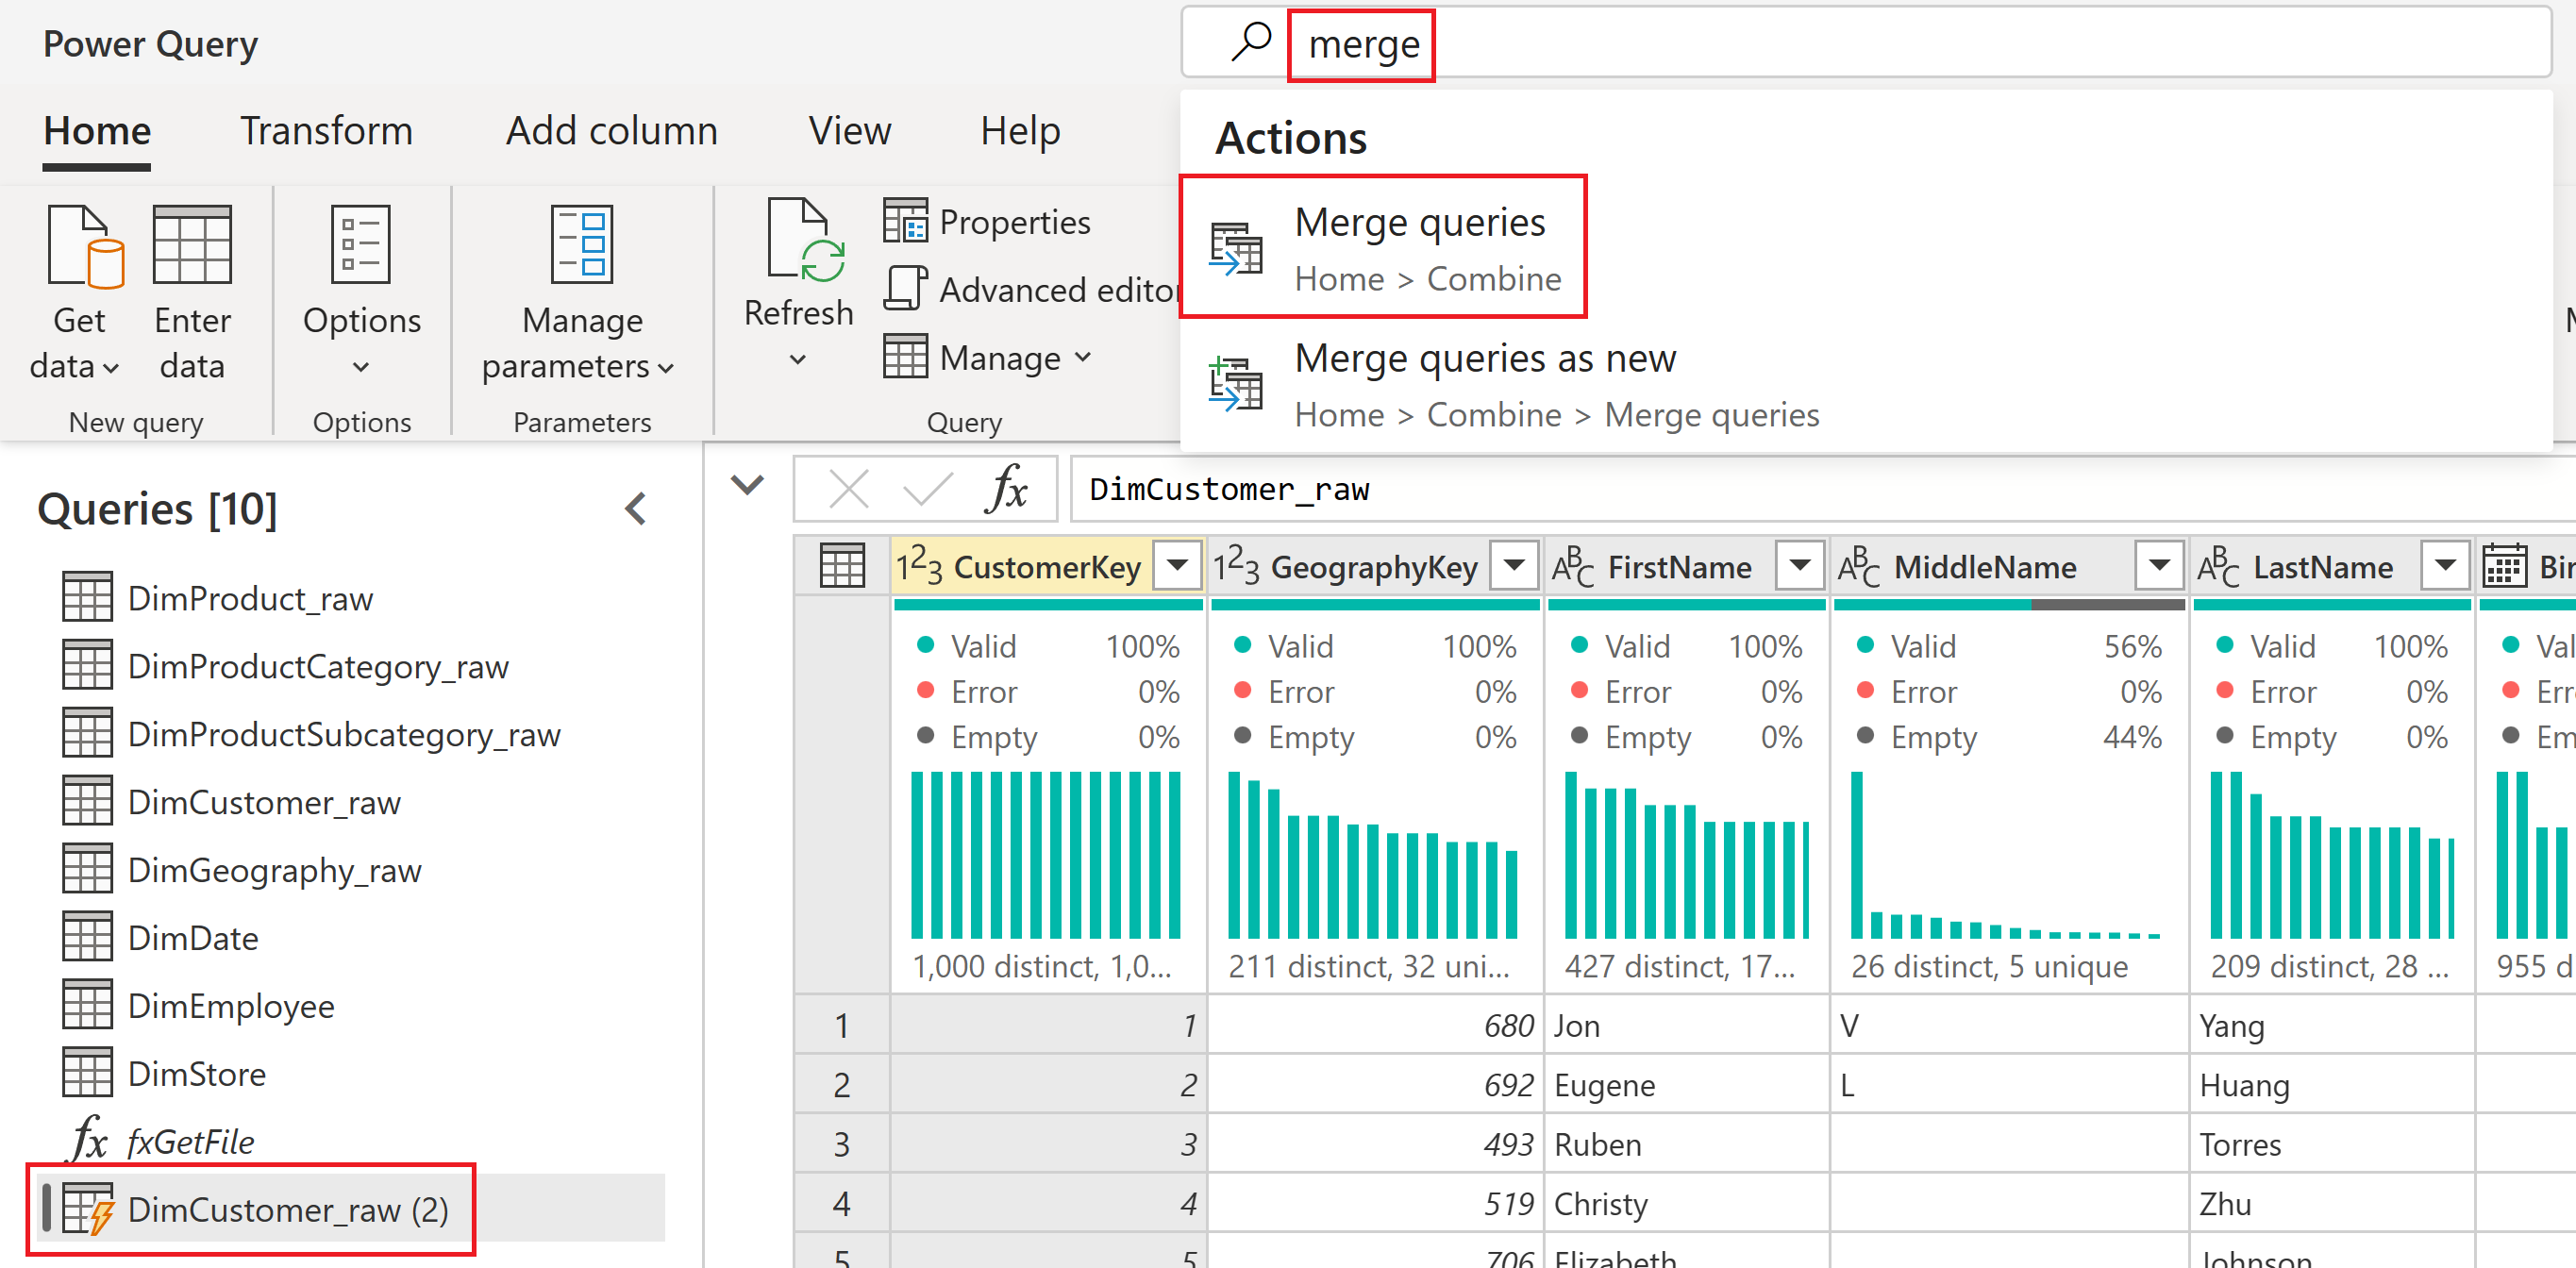 Power Query
merge
Home Transform Add column View Help
Actions
Merge queries
Home > Combine
Merge queries as new
Home > Combine > Merge queries
Get data
Enter data
Options
Manage parameters
Refresh
Properties
Advanced editor
Manage
New query
Options
Parameters
Query
Queries [10]
DimProduct_raw
DimProductCategory_raw
DimProductSubcategory_raw
DimCustomer_raw
DimGeography_raw
DimDate
DimEmployee
DimStore
fx fxGetFile
DimCustomer_raw (2)
fx DimCustomer_raw
123 CustomerKey 123 GeographyKey ABC FirstName ABC MiddleName ABC LastName
Valid 100% Valid 100% Valid 100% Valid 56% Valid 100%
Error 0% Error 0% Error 0% Error 0% Error 0%
Empty 0% Empty 0% Empty 0% Empty 44% Empty 0%
1,000 distinct, 1,0... 211 distinct, 32 uni... 427 distinct, 17... 26 distinct, 5 unique 209 distinct, 28 ... 955 d
1 1 680 Jon V Yang
2 2 692 Eugene L Huang
3 3 493 Ruben Torres
4 4 519 Christy Zhu
5 5 706 Elizabeth Johnson